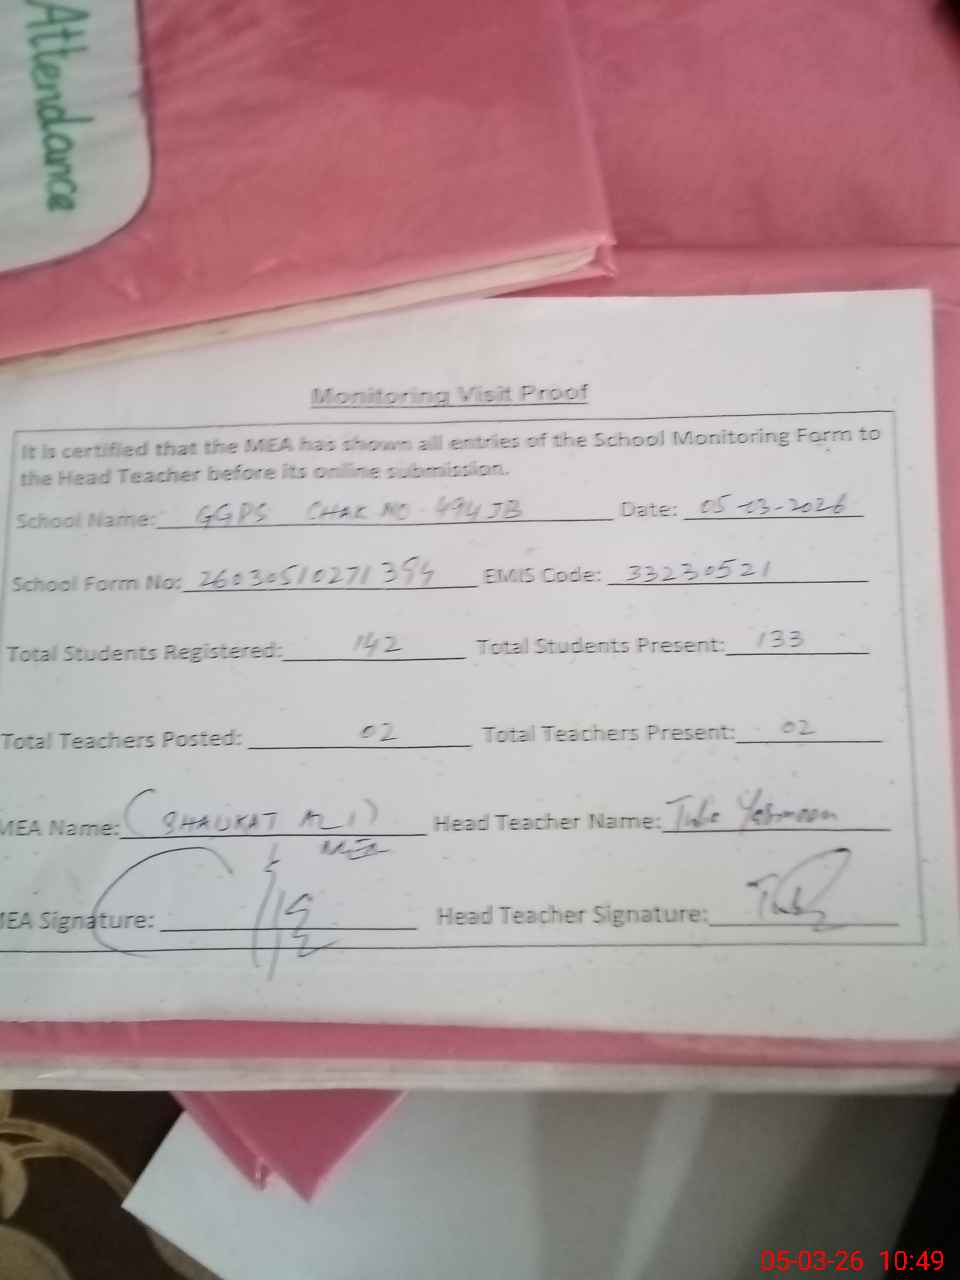 Attendance
Monitoring Visit Proof
It is certified that the MEA has shown all entries of the School Monitoring Form to
the Head Teacher before its online submission.
School Name: GGPS CHAK NO 494 JB Date: 05-03-2026
School Form No: 26030510271394 EMIS Code: 33230521
Total Students Registered: 142 Total Students Present: 133
Total Teachers Posted: 02 Total Teachers Present: 02
MEA Name: (SHAUKAT ALI) Head Teacher Name:
MEA
MEA Signature: Head Teacher Signature:
05-03-26 10:49